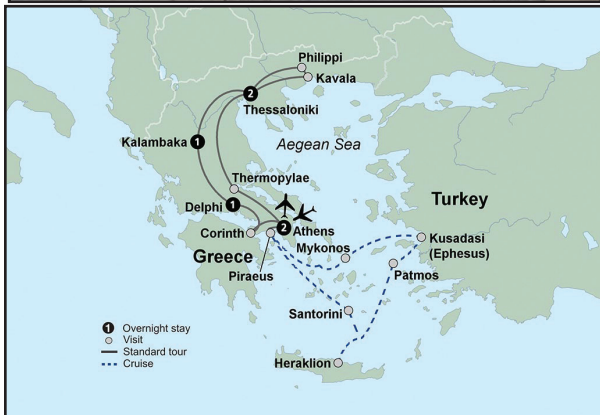 Philippi
Kavala
2
Thessaloniki
1
Kalambaka
Aegean Sea
Thermopylae
Turkey
Delphi
1
2
Athens
Corinth
Mykonos
Kusadasi
(Ephesus)
Greece
Piraeus
Patmos
Santorini
Heraklion
1 Overnight stay
Visit
Standard tour
Cruise